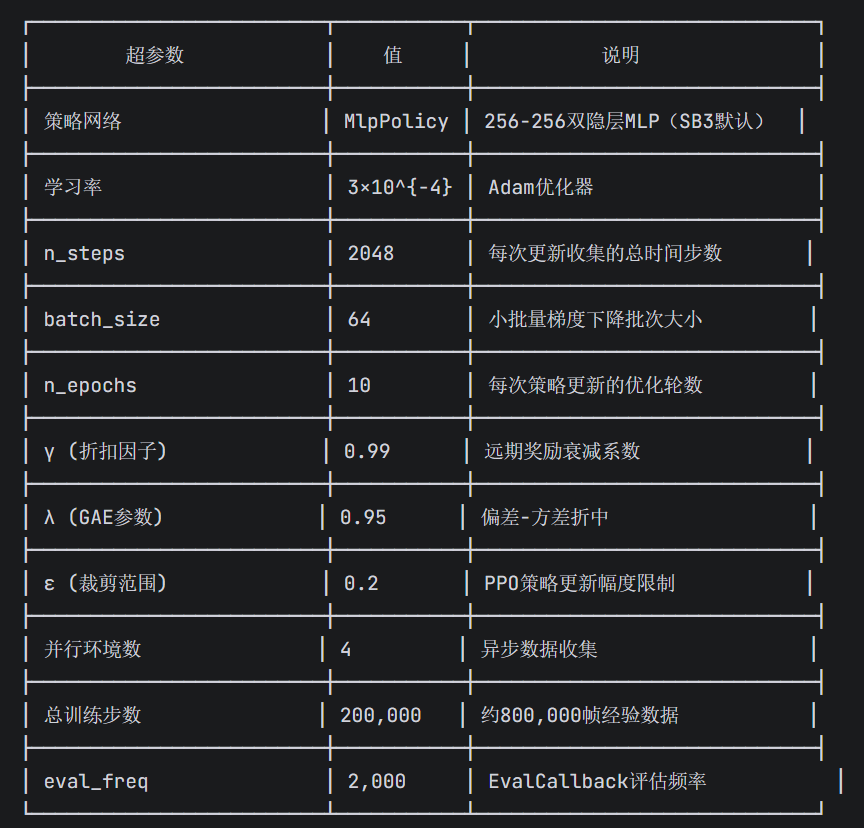 超参数 值 说明
策略网络 MlpPolicy 256-256双隐层MLP（SB3默认）
学习率 3×10^{-4} Adam优化器
n_steps 2048 每次更新收集的总时间步数
batch_size 64 小批量梯度下降批次大小
n_epochs 10 每次策略更新的优化轮数
γ (折扣因子) 0.99 远期奖励衰减系数
λ (GAE参数) 0.95 偏差-方差折中
ε (裁剪范围) 0.2 PPO策略更新幅度限制
并行环境数 4 异步数据收集
总训练步数 200,000 约800,000帧经验数据
eval_freq 2,000 EvalCallback评估频率